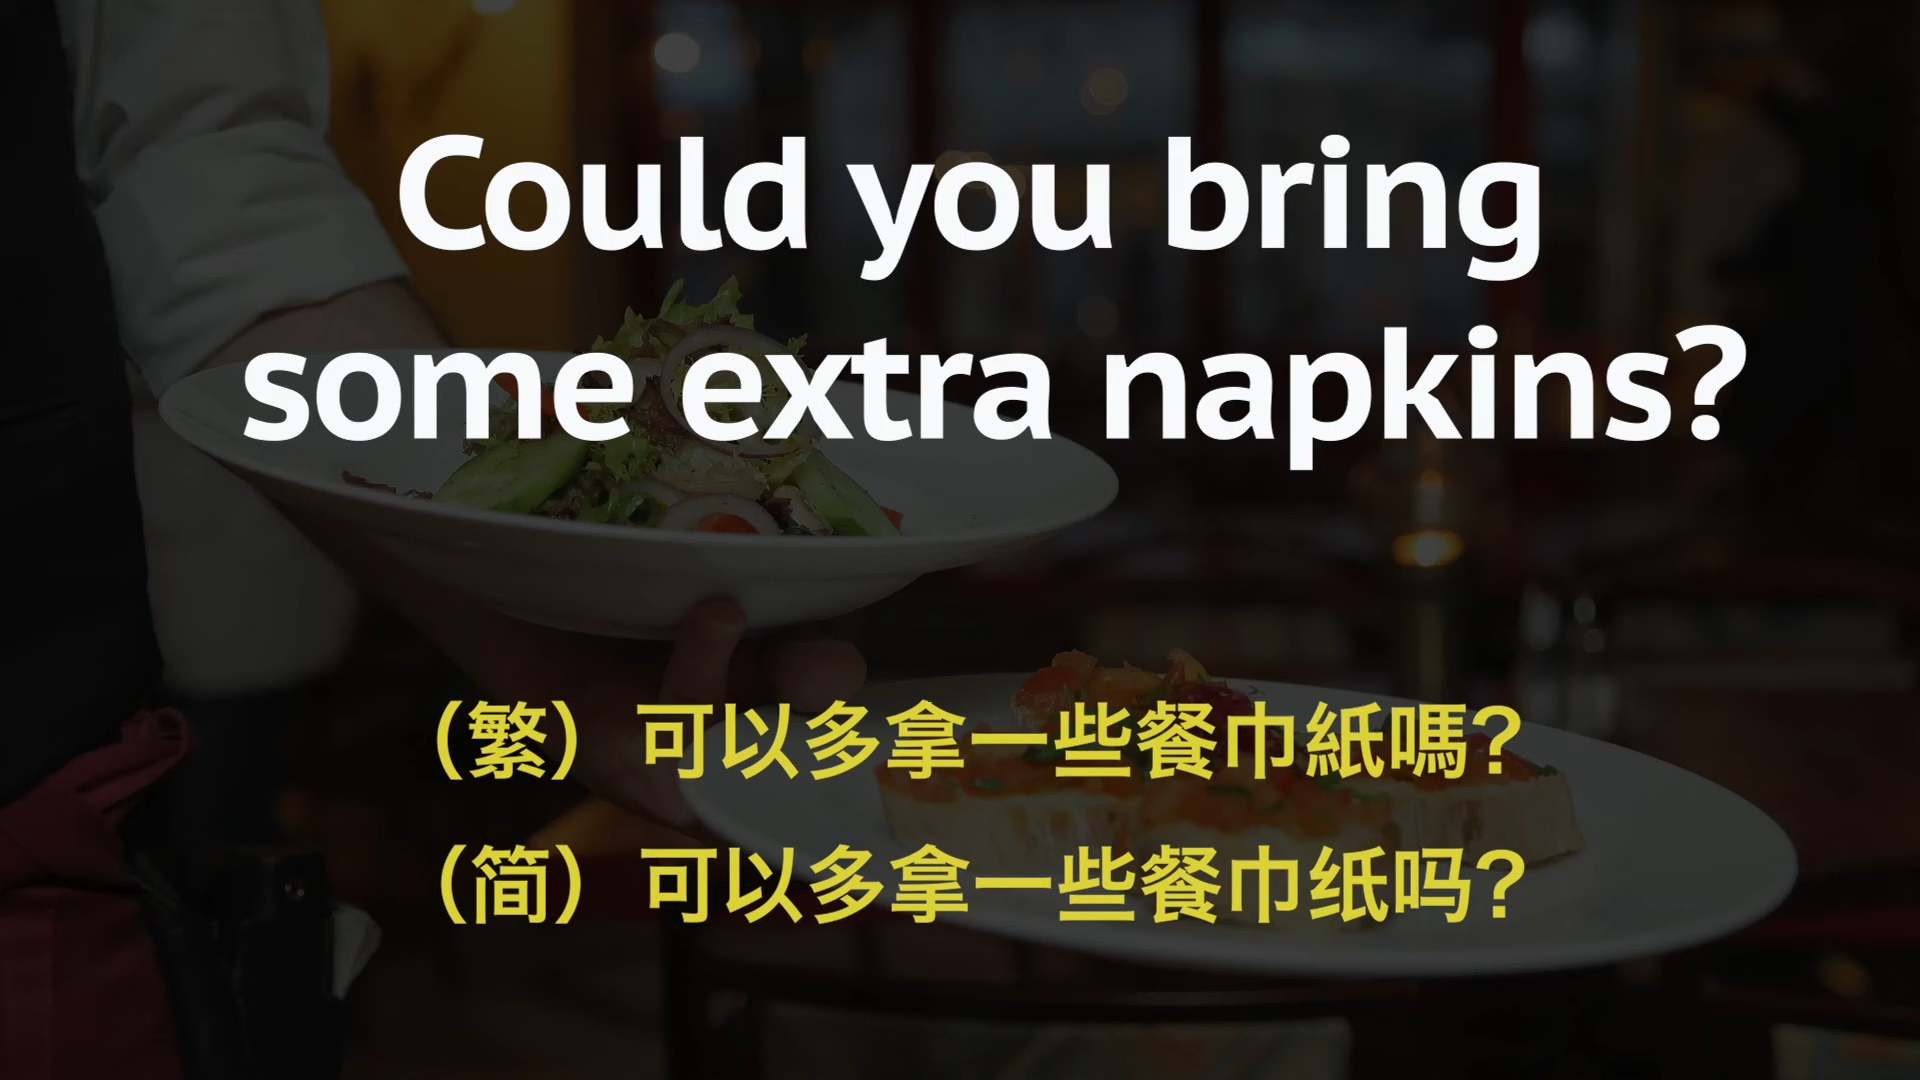 Could you bring
some extra napkins?
（繁）可以多拿一些餐巾紙嗎?
（简）可以多拿一些餐巾纸吗?